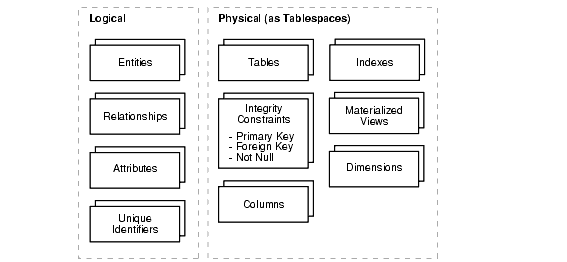 Logical
Entities
Relationships
Attributes
Unique
Identifiers
Physical (as Tablespaces)
Tables
Integrity
Constraints
- Primary Key
- Foreign Key
- Not Null
Columns
Indexes
Materialized
Views
Dimensions